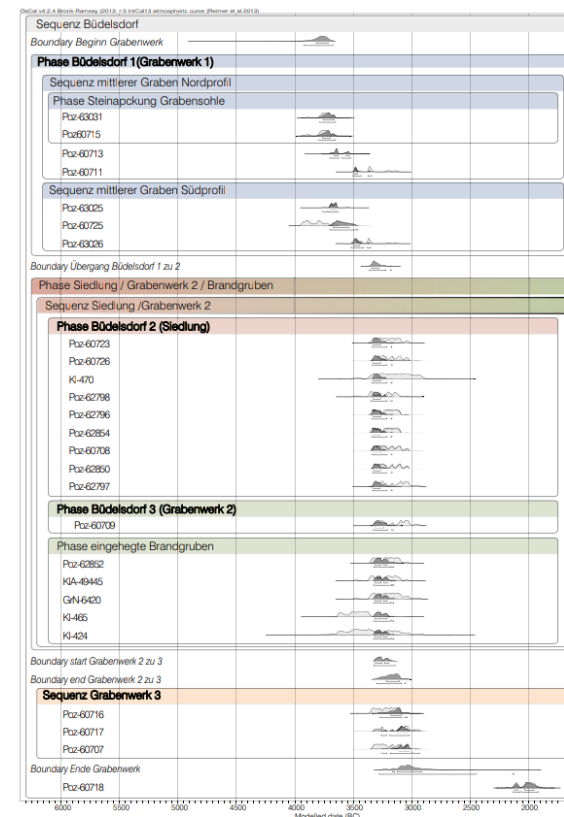 OxCal v4.2.4 Bronk Ramsey (2013); r:5 IntCal13 atmospheric curve (Reimer et al 2013)
Sequenz Büdelsdorf
Boundary Beginn Grabenwerk
Phase Büdelsdorf 1(Grabenwerk 1)
Sequenz mittlerer Graben Nordprofil
Phase Steinapckung Grabensohle
Poz-63031
Poz60715
Poz-60713
Poz-60711
Sequenz mittlerer Graben Südprofil
Poz-63025
Poz-60725
Poz-63026
Boundary Übergang Büdelsdorf 1 zu 2
Phase Siedlung / Grabenwerk 2 / Brandgruben
Sequenz Siedlung /Grabenwerk 2
Phase Büdelsdorf 2 (Siedlung)
Poz-60723
Poz-60726
KI-470
Poz-62798
Poz-62796
Poz-62854
Poz-60708
Poz-62850
Poz-62797
Phase Büdelsdorf 3 (Grabenwerk 2)
Poz-60709
Phase eingehegte Brandgruben
Poz-62852
KIA-49445
GrN-6420
KI-465
KI-424
Boundary start Grabenwerk 2 zu 3
Boundary end Grabenwerk 2 zu 3
Sequenz Grabenwerk 3
Poz-60716
Poz-60717
Poz-60707
Boundary Ende Grabenwerk
Poz-60718
6000 5500 5000 4500 4000 3500 3000 2500 2000
Modelled date (BC)